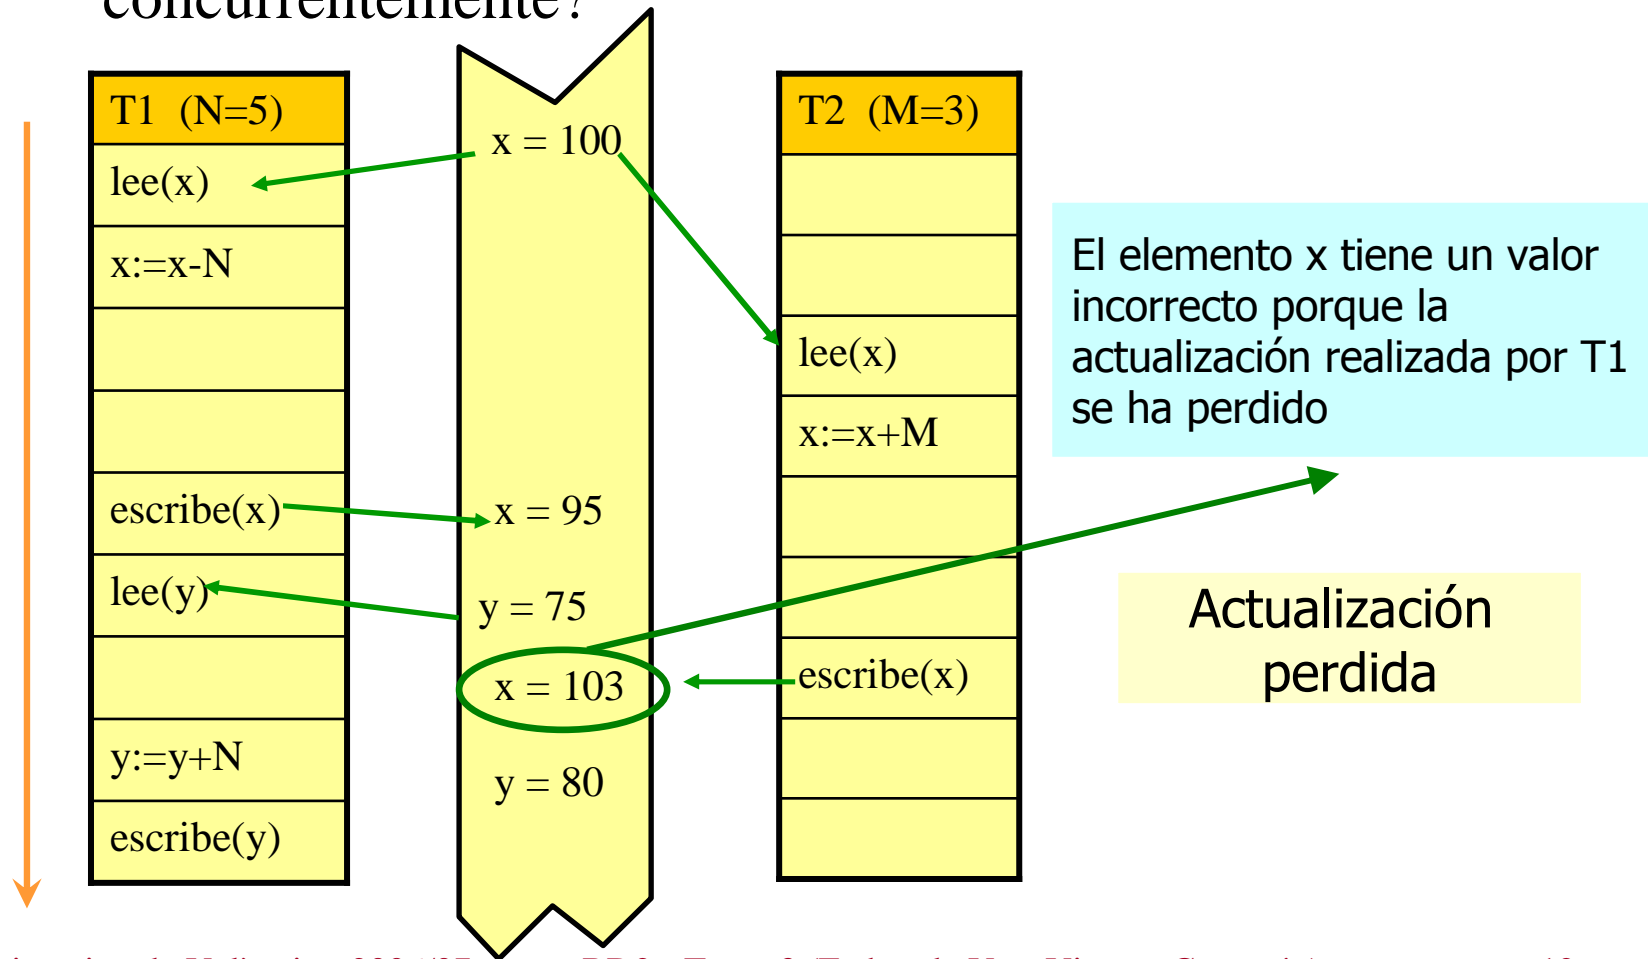 concurrentemente?
T1 (N=5)
lee(x)
x:=x-N
escribe(x)
lee(y)
y:=y+N
escribe(y)
x = 100
x = 95
y = 75
x = 103
y = 80
T2 (M=3)
lee(x)
x:=x+M
escribe(x)
El elemento x tiene un valor
incorrecto porque la
actualización realizada por T1
se ha perdido
Actualización
perdida